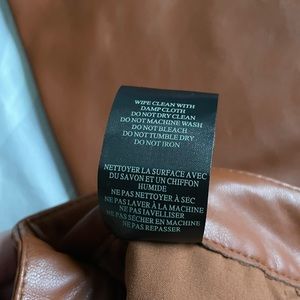 WIPE CLEAN WITH
DAMP CLOTH
DO NOT DRY CLEAN
DO NOT MACHINE WASH
DO NOT BLEACH
DO NOT TUMBLE DRY
DO NOT IRON
NETTOYER LA SURFACE AVEC
DU SAVON ET UN CHIFFON
HUMIDE
NE PAS NETTOYER À SEC
NE PAS LAVER À LA MACHINE
NE PAS JAVELLISER
NE PAS SÉCHER EN MACHINE
NE PAS REPASSER